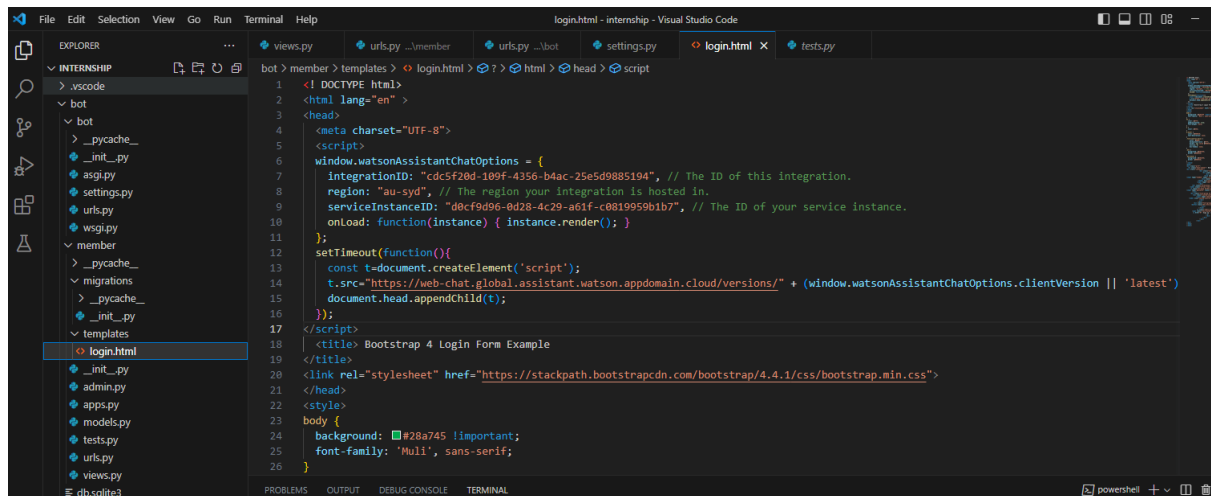 File Edit Selection View Go Run Terminal Help login.html - internship - Visual Studio Code
EXPLORER ...
INTERNSHIP
.vscode
bot
bot
__pycache__
__init__.py
asgi.py
settings.py
urls.py
wsgi.py
member
__pycache__
migrations
__pycache__
__init__.py
templates
login.html
__init__.py
admin.py
apps.py
models.py
tests.py
urls.py
views.py
db.sqlite3
views.py urls.py ...\member urls.py ...\bot settings.py login.html tests.py
bot > member > templates > login.html > ? > html > head > script
1 <! DOCTYPE html>
2 <html lang="en" >
3 <head>
4 <meta charset="UTF-8">
5 <script>
6 window.watsonAssistantChatOptions = {
7 integrationID: "cdc5f20d-109f-4356-b4ac-25e5d9885194", // The ID of this integration.
8 region: "au-syd", // The region your integration is hosted in.
9 serviceInstanceID: "d0cf9d96-0d28-4c29-a61f-c0819959b1b7", // The ID of your service instance.
10 onLoad: function(instance) { instance.render(); }
11 };
12 setTimeout(function(){
13 const t=document.createElement('script');
14 t.src="https://web-chat.global.assistant.watson.appdomain.cloud/versions/" + (window.watsonAssistantChatOptions.clientVersion || 'latest')
15 document.head.appendChild(t);
16 });
17 </script>
18 <title> Bootstrap 4 Login Form Example
19 </title>
20 <link rel="stylesheet" href="https://stackpath.bootstrapcdn.com/bootstrap/4.4.1/css/bootstrap.min.css">
21 </head>
22 <style>
23 body {
24 background: #28a745 !important;
25 font-family: 'Muli', sans-serif;
26 }
PROBLEMS OUTPUT DEBUG CONSOLE TERMINAL powershell